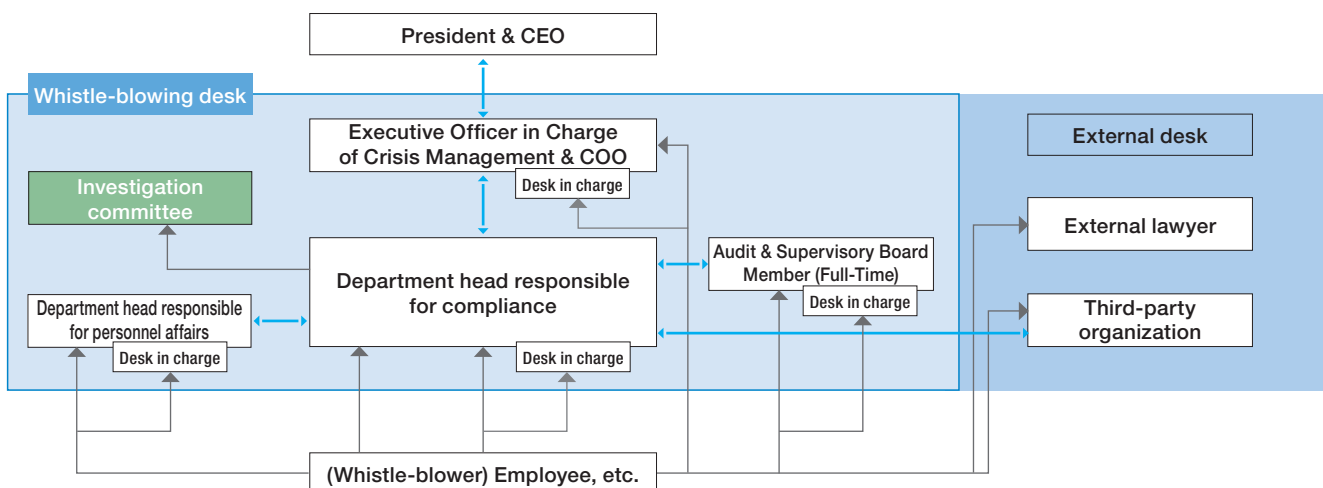 President & CEO
Whistle-blowing desk
Executive Officer in Charge
of Crisis Management & COO
Desk in charge
External desk
Investigation
committee
External lawyer
Department head responsible
for compliance
Desk in charge
Audit & Supervisory Board
Member (Full-Time)
Desk in charge
Department head responsible
for personnel affairs
Desk in charge
Third-party
organization
(Whistle-blower) Employee, etc.